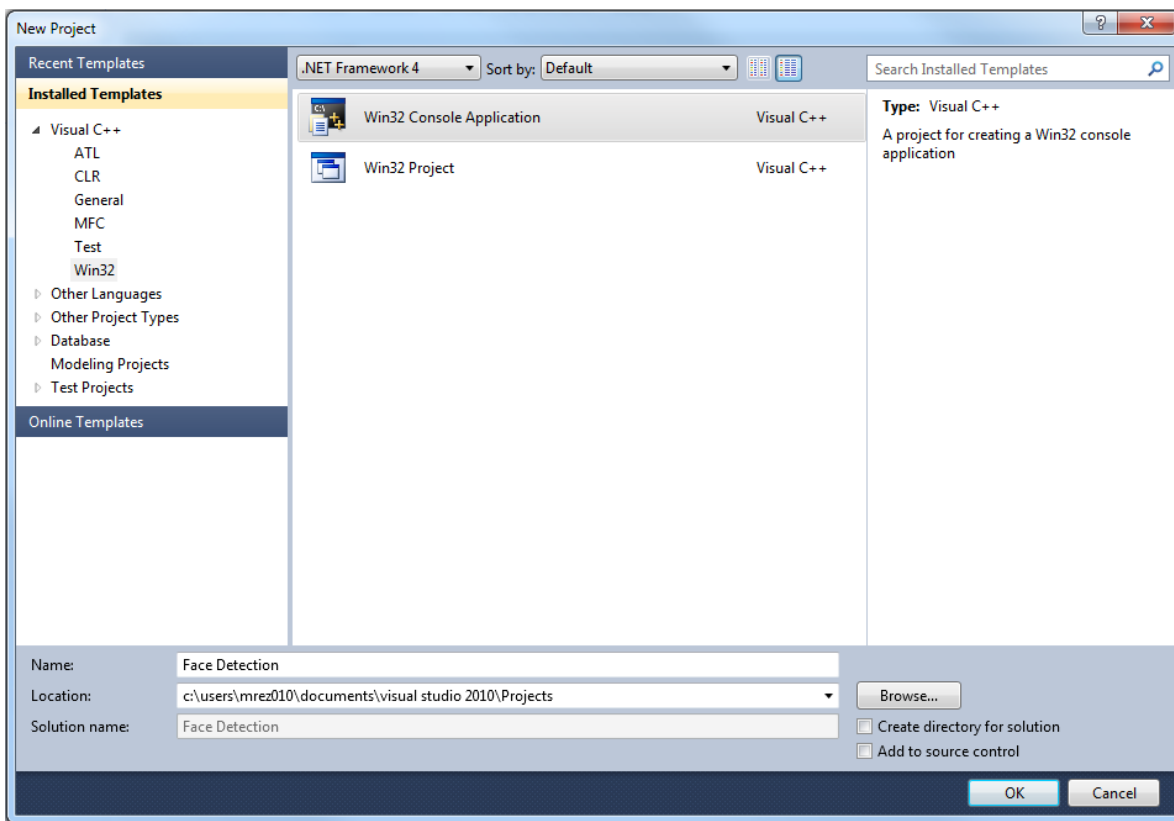 New Project
Recent Templates
Installed Templates
Visual C++
ATL
CLR
General
MFC
Test
Win32
Other Languages
Other Project Types
Database
Modeling Projects
Test Projects
Online Templates
.NET Framework 4 Sort by: Default
Search Installed Templates
C:\
Win32 Console Application Visual C++
Win32 Project Visual C++
Type: Visual C++
A project for creating a Win32 console
application
Name: Face Detection
Location: c:\users\mrez010\documents\visual studio 2010\Projects Browse...
Solution name: Face Detection
Create directory for solution
Add to source control
OK Cancel